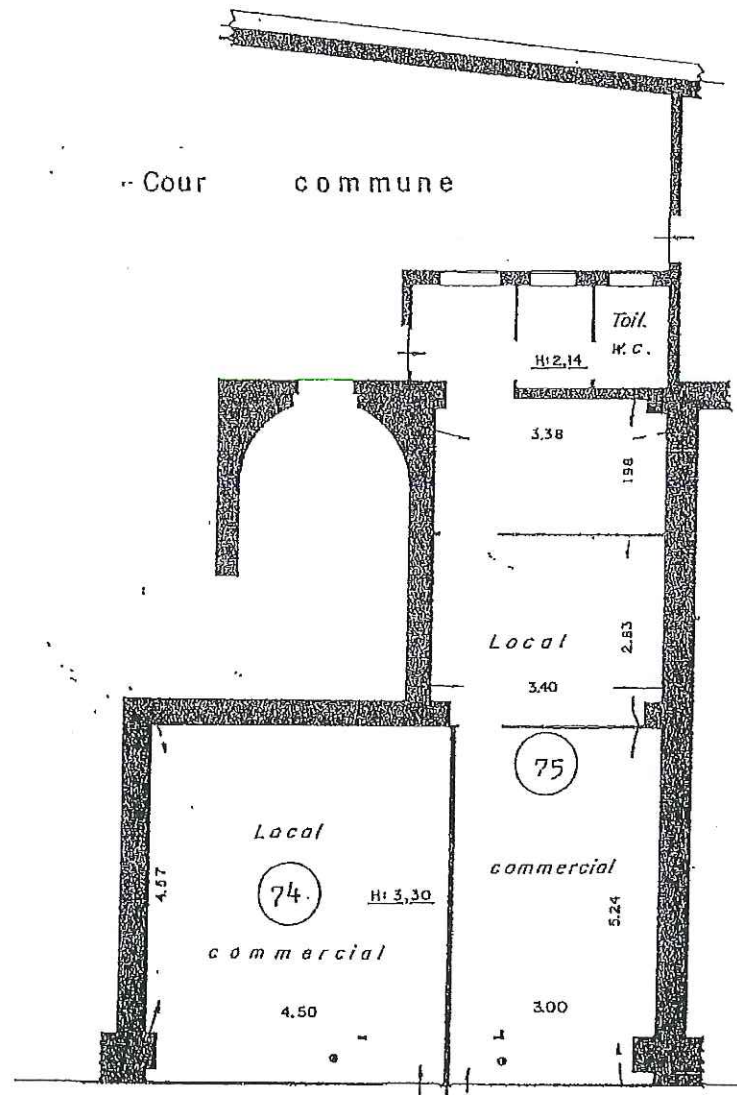 Cour commune
Toil.
W.C.
H: 2,14
3.38
1.98
Local
2.83
3.40
75
Local
commercial
4.57
74.
H: 3,30
5.24
commercial
4.50
3.00